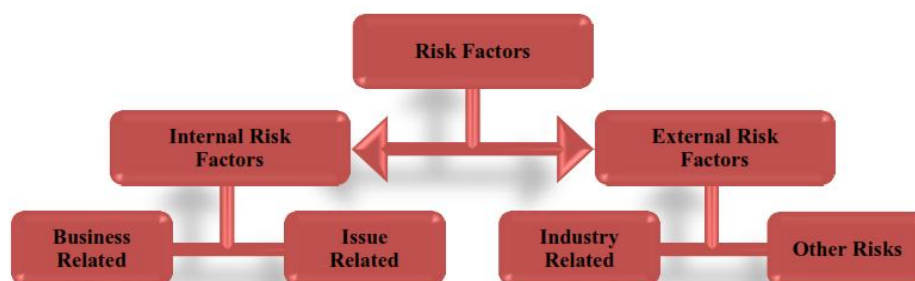 Risk Factors
Internal Risk
Factors
External Risk
Factors
Business
Related
Issue
Related
Industry
Related
Other Risks